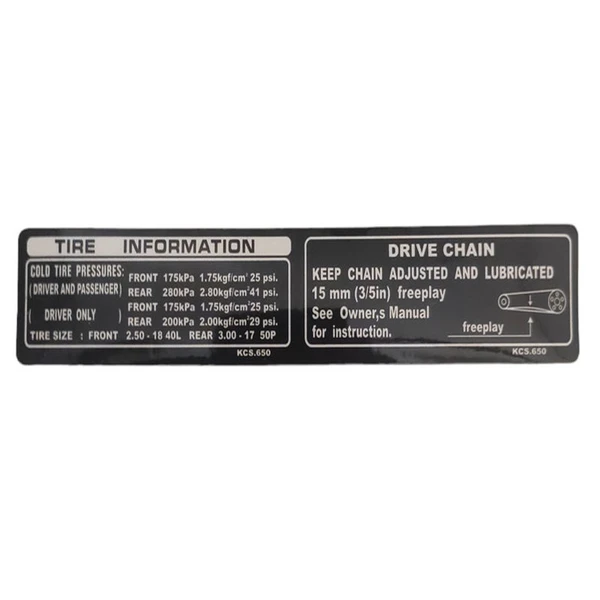 TIRE INFORMATION
COLD TIRE PRESSURES:
(DRIVER AND PASSENGER)
FRONT 175kPa 1.75kgf/cm² 25 psi.
REAR 280kPa 2.80kgf/cm² 41 psi.
( DRIVER ONLY )
FRONT 175kPa 1.75kgf/cm² 25 psi.
REAR 200kPa 2.00kgf/cm² 29 psi.
TIRE SIZE : FRONT 2.50 - 18 40L REAR 3.00 - 17 50P
KCS.650
DRIVE CHAIN
KEEP CHAIN ADJUSTED AND LUBRICATED
15 mm (3/5in) freeplay
See Owner,s Manual
for instruction.
freeplay
KCS.650